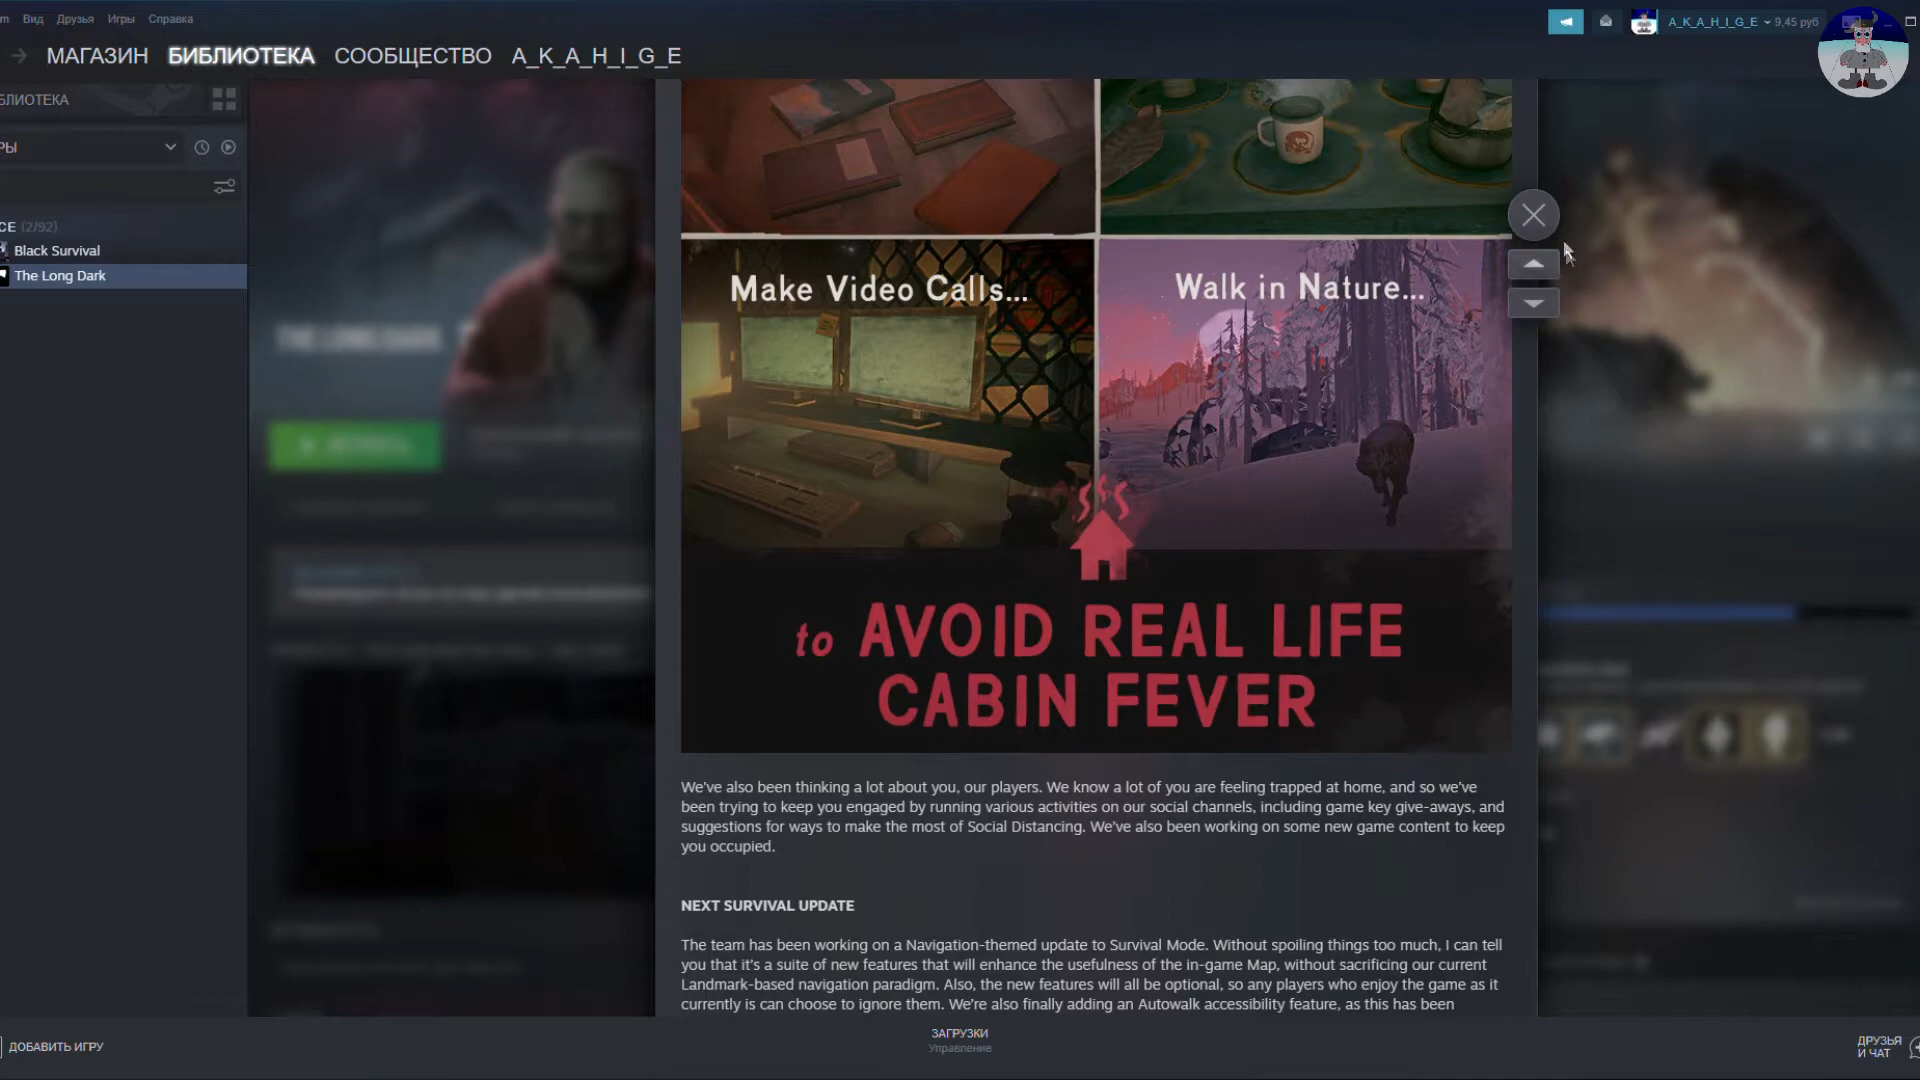 Вид Друзья Игры Справка
A_K_A_H_I_G_E 9,45 руб
МАГАЗИН БИБЛИОТЕКА СООБЩЕСТВО A_K_A_H_I_G_E
БЛИОТЕКА
РЫ
СЕ (2/92)
Black Survival
The Long Dark
THE LONG DARK
Make Video Calls...
Walk in Nature...
to AVOID REAL LIFE
CABIN FEVER
We've also been thinking a lot about you, our players. We know a lot of you are feeling trapped at home, and so we've
been trying to keep you engaged by running various activities on our social channels, including game key give-aways, and
suggestions for ways to make the most of Social Distancing. We've also been working on some new game content to keep
you occupied.
NEXT SURVIVAL UPDATE
The team has been working on a Navigation-themed update to Survival Mode. Without spoiling things too much, I can tell
you that it's a suite of new features that will enhance the usefulness of the in-game Map, without sacrificing our current
Landmark-based navigation paradigm. Also, the new features will all be optional, so any players who enjoy the game as it
currently is can choose to ignore them. We're also finally adding an Autowalk accessibility feature, as this has been
ДОБАВИТЬ ИГРУ
ЗАГРУЗКИ
Управление
ДРУЗЬЯ
И ЧАТ